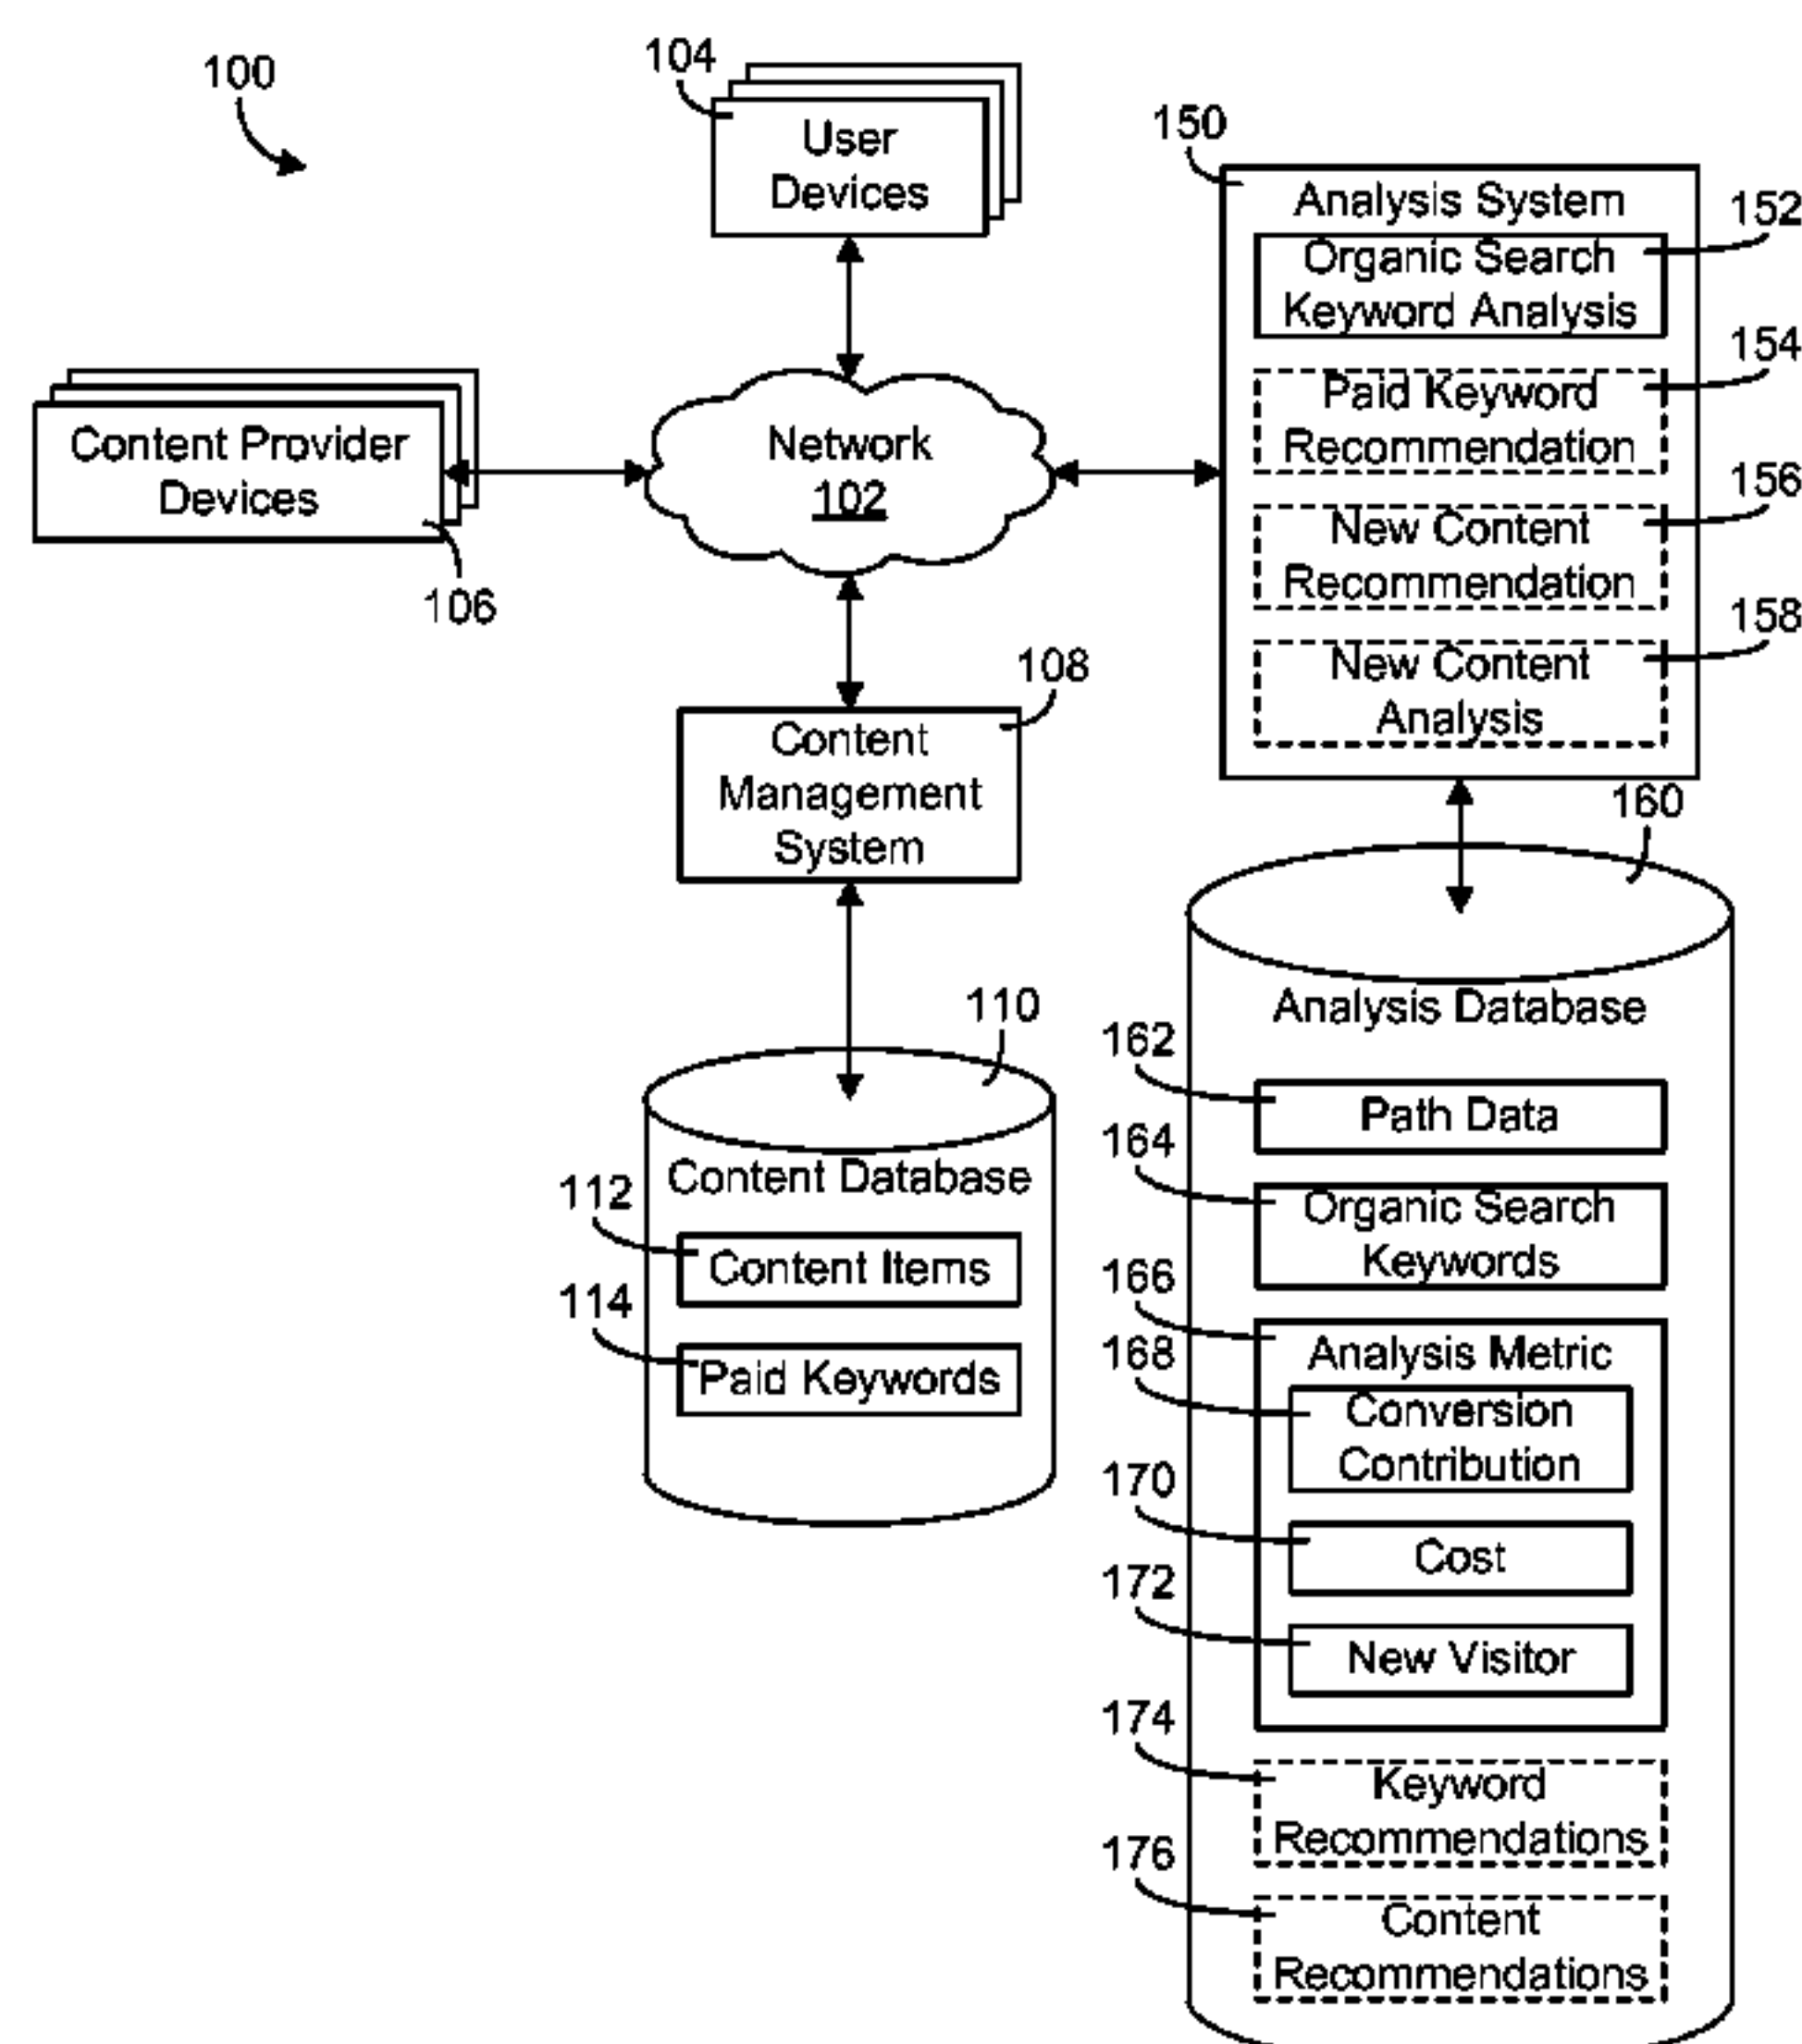 100
104
User
Devices
150
Analysis System
152
Organic Search
Keyword Analysis
154
Paid Keyword
Recommendation
156
New Content
Recommendation
158
New Content
Analysis
Content Provider
Devices
106
Network
102
108
Content
Management
System
110
Content Database
112
Content Items
114
Paid Keywords
160
Analysis Database
162
Path Data
164
Organic Search
Keywords
166
Analysis Metric
168
Conversion
Contribution
170
Cost
172
New Visitor
174
Keyword
Recommendations
176
Content
Recommendations